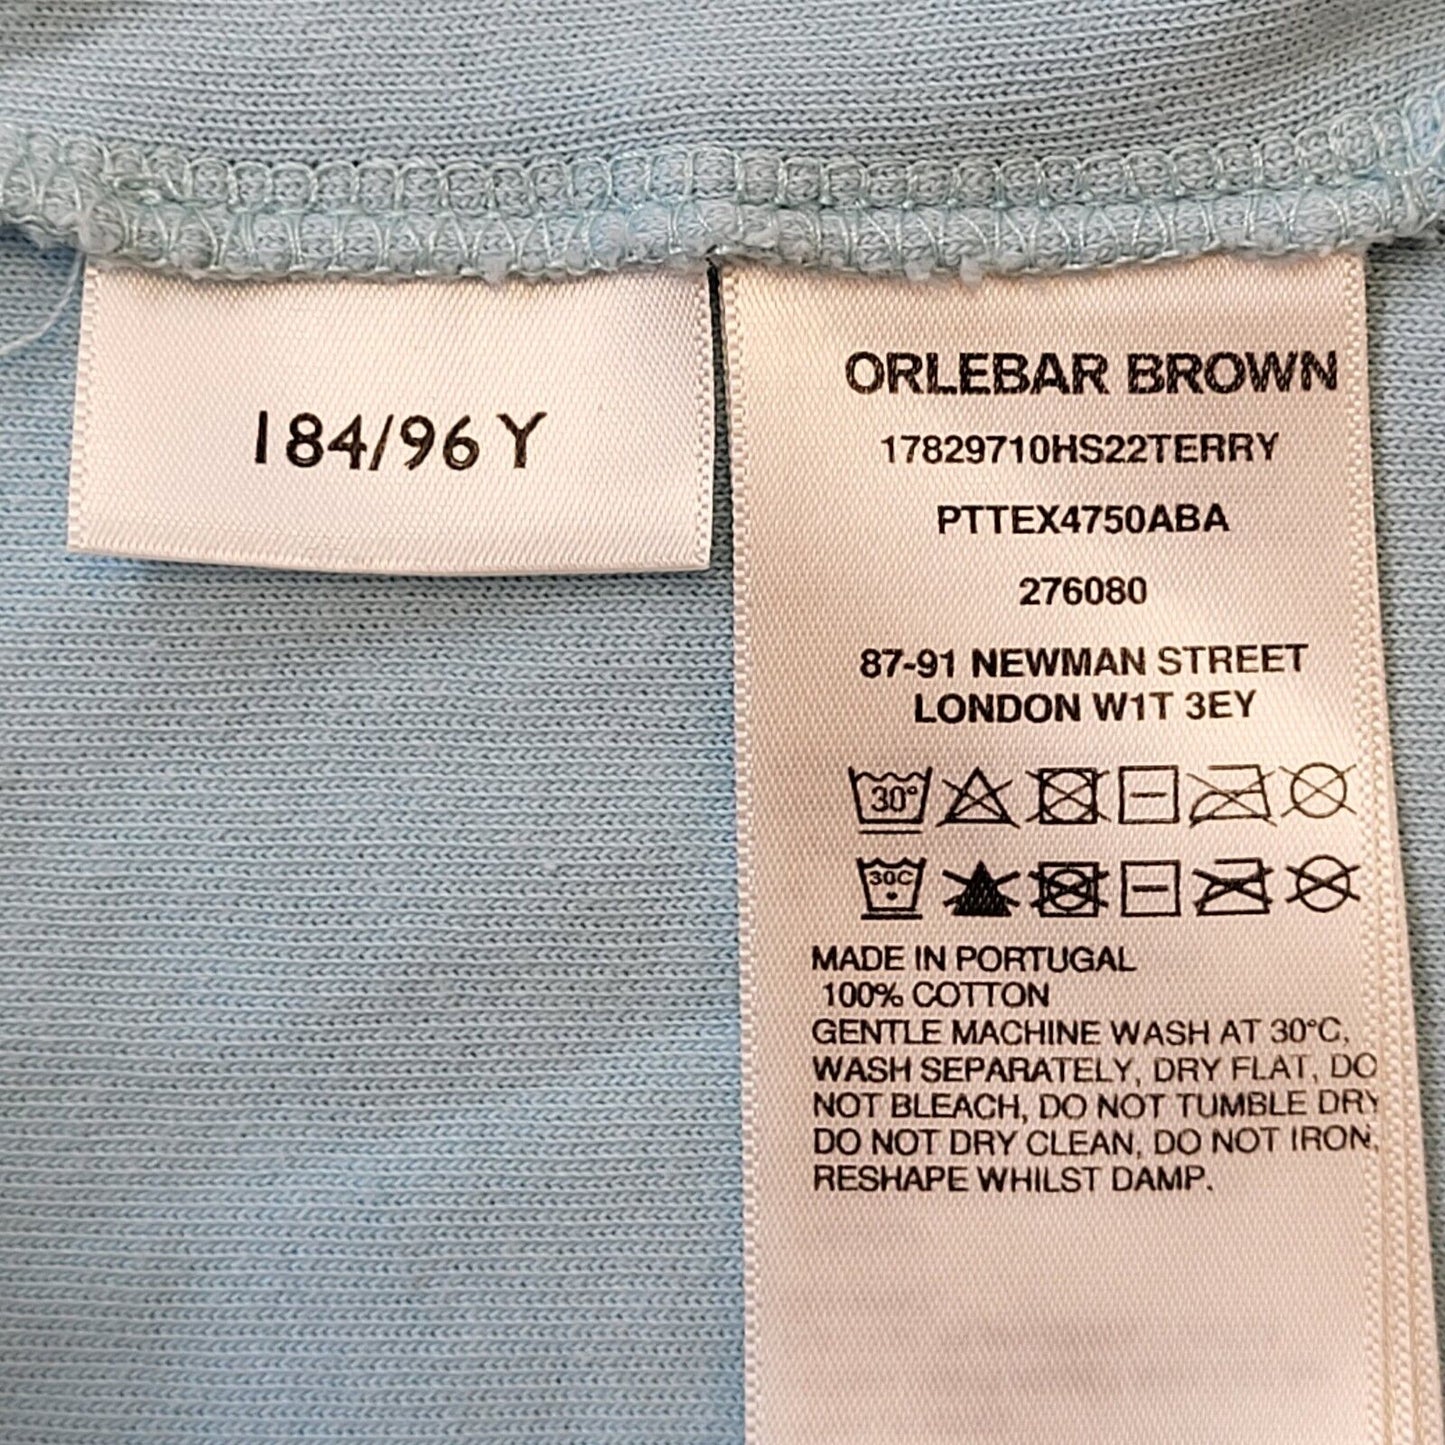 184/96 Y
ORLEBAR BROWN
17829710HS22TERRY
PTTEX4750ABA
276080
87-91 NEWMAN STREET
LONDON W1T 3EY
30°
30C
MADE IN PORTUGAL
100% COTTON
GENTLE MACHINE WASH AT 30°C,
WASH SEPARATELY, DRY FLAT, DO
NOT BLEACH, DO NOT TUMBLE DRY
DO NOT DRY CLEAN, DO NOT IRON,
RESHAPE WHILST DAMP.